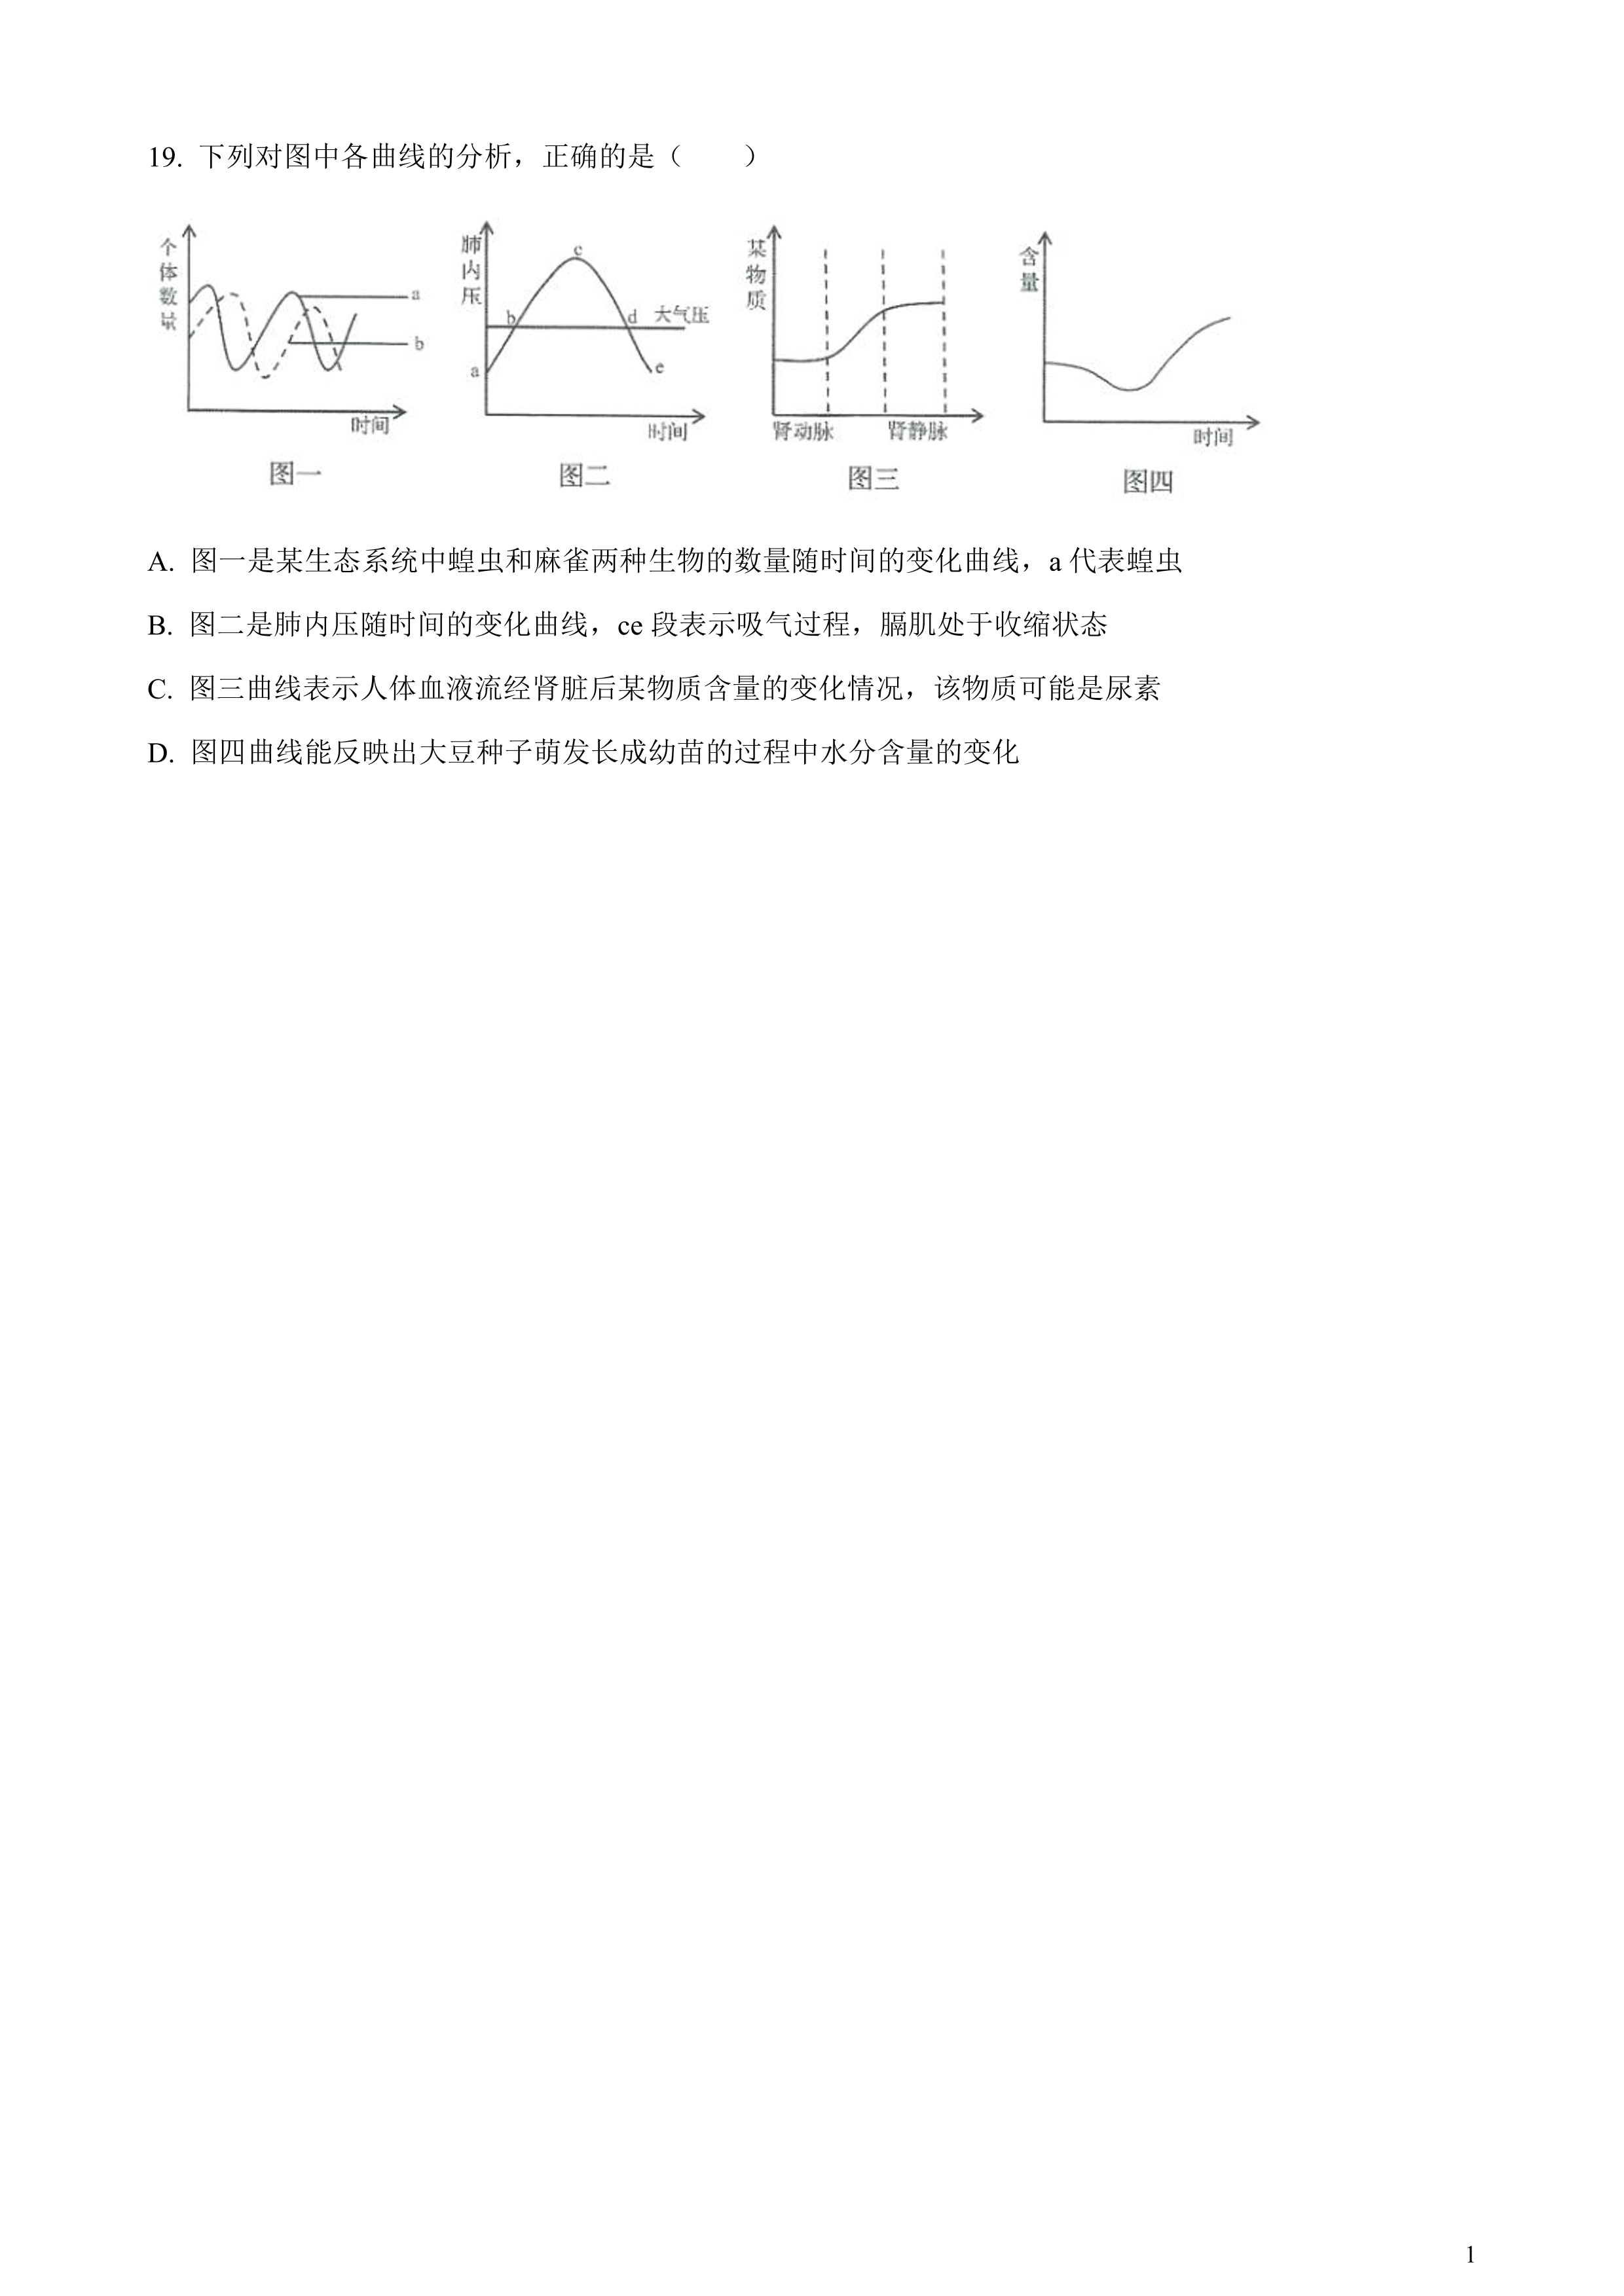 19. 下列对图中各曲线的分析，正确的是（　　）
个体数量
a
b
时间
图一
肺内压
a
b
c
d
e
大气压
时间
图二
某物质
肾动脉
肾静脉
图三
含量
时间
图四
A. 图一是某生态系统中蝗虫和麻雀两种生物的数量随时间的变化曲线，a 代表蝗虫
B. 图二是肺内压随时间的变化曲线，ce 段表示吸气过程，膈肌处于收缩状态
C. 图三曲线表示人体血液流经肾脏后某物质含量的变化情况，该物质可能是尿素
D. 图四曲线能反映出大豆种子萌发长成幼苗的过程中水分含量的变化
1